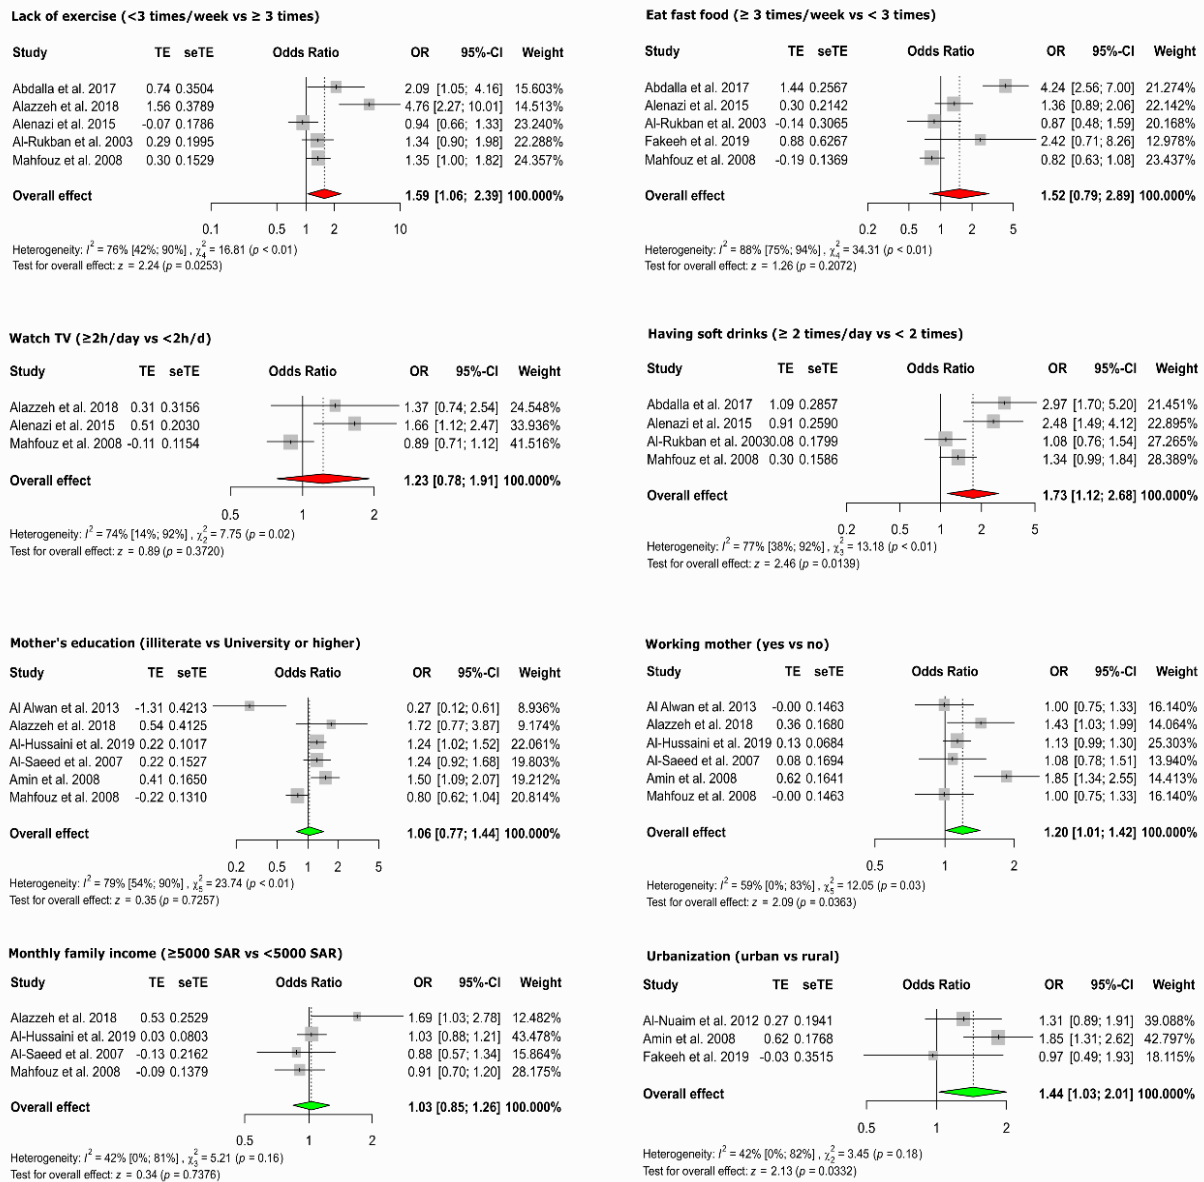 Lack of exercise (<3 times/week vs ≥ 3 times)
Study TE seTE Odds Ratio OR 95%-CI Weight
Abdalla et al. 2017 0.74 0.3504 2.09 [1.05; 4.16] 15.603%
Alazzeh et al. 2018 1.56 0.3789 4.76 [2.27; 10.01] 14.513%
Alenazi et al. 2015 -0.07 0.1786 0.94 [0.66; 1.33] 23.240%
Al-Rukban et al. 2003 0.29 0.1995 1.34 [0.90; 1.98] 22.288%
Mahfouz et al. 2008 0.30 0.1529 1.35 [1.00; 1.82] 24.357%
Overall effect 1.59 [1.06; 2.39] 100.000%
0.1 0.5 1 2 10
Heterogeneity: I² = 76% [42%; 90%] , χ²₄ = 16.81 (p < 0.01)
Test for overall effect: z = 2.24 (p = 0.0253)
Eat fast food (≥ 3 times/week vs < 3 times)
Study TE seTE Odds Ratio OR 95%-CI Weight
Abdalla et al. 2017 1.44 0.2567 4.24 [2.56; 7.00] 21.274%
Alenazi et al. 2015 0.30 0.2142 1.36 [0.89; 2.06] 22.142%
Al-Rukban et al. 2003 -0.14 0.3065 0.87 [0.48; 1.59] 20.168%
Fakeeh et al. 2019 0.88 0.6267 2.42 [0.71; 8.26] 12.978%
Mahfouz et al. 2008 -0.19 0.1369 0.82 [0.63; 1.08] 23.437%
Overall effect 1.52 [0.79; 2.89] 100.000%
0.2 0.5 1 2 5
Heterogeneity: I² = 88% [75%; 94%] , χ²₄ = 34.31 (p < 0.01)
Test for overall effect: z = 1.26 (p = 0.2072)
Watch TV (≥2h/day vs <2h/d)
Study TE seTE Odds Ratio OR 95%-CI Weight
Alazzeh et al. 2018 0.31 0.3156 1.37 [0.74; 2.54] 24.548%
Alenazi et al. 2015 0.51 0.2030 1.66 [1.12; 2.47] 33.936%
Mahfouz et al. 2008 -0.11 0.1154 0.89 [0.71; 1.12] 41.516%
Overall effect 1.23 [0.78; 1.91] 100.000%
0.5 1 2
Heterogeneity: I² = 74% [14%; 92%] , χ²₂ = 7.75 (p = 0.02)
Test for overall effect: z = 0.89 (p = 0.3720)
Having soft drinks (≥ 2 times/day vs < 2 times)
Study TE seTE Odds Ratio OR 95%-CI Weight
Abdalla et al. 2017 1.09 0.2857 2.97 [1.70; 5.20] 21.451%
Alenazi et al. 2015 0.91 0.2590 2.48 [1.49; 4.12] 22.895%
Al-Rukban et al. 20030.08 0.1799 1.08 [0.76; 1.54] 27.265%
Mahfouz et al. 2008 0.30 0.1586 1.34 [0.99; 1.84] 28.389%
Overall effect 1.73 [1.12; 2.68] 100.000%
0.2 0.5 1 2 5
Heterogeneity: I² = 77% [38%; 92%] , χ²₃ = 13.18 (p < 0.01)
Test for overall effect: z = 2.46 (p = 0.0139)
Mother's education (illiterate vs University or higher)
Study TE seTE Odds Ratio OR 95%-CI Weight
Al Alwan et al. 2013 -1.31 0.4213 0.27 [0.12; 0.61] 8.936%
Alazzeh et al. 2018 0.54 0.4125 1.72 [0.77; 3.87] 9.174%
Al-Hussaini et al. 2019 0.22 0.1017 1.24 [1.02; 1.52] 22.061%
Al-Saeed et al. 2007 0.22 0.1527 1.24 [0.92; 1.68] 19.803%
Amin et al. 2008 0.41 0.1650 1.50 [1.09; 2.07] 19.212%
Mahfouz et al. 2008 -0.22 0.1310 0.80 [0.62; 1.04] 20.814%
Overall effect 1.06 [0.77; 1.44] 100.000%
0.2 0.5 1 2 5
Heterogeneity: I² = 79% [54%; 90%] , χ²₅ = 23.74 (p < 0.01)
Test for overall effect: z = 0.35 (p = 0.7257)
Working mother (yes vs no)
Study TE seTE Odds Ratio OR 95%-CI Weight
Al Alwan et al. 2013 -0.00 0.1463 1.00 [0.75; 1.33] 16.140%
Alazzeh et al. 2018 0.36 0.1680 1.43 [1.03; 1.99] 14.064%
Al-Hussaini et al. 2019 0.13 0.0684 1.13 [0.99; 1.30] 25.303%
Al-Saeed et al. 2007 0.08 0.1694 1.08 [0.78; 1.51] 13.940%
Amin et al. 2008 0.62 0.1641 1.85 [1.34; 2.55] 14.413%
Mahfouz et al. 2008 -0.00 0.1463 1.00 [0.75; 1.33] 16.140%
Overall effect 1.20 [1.01; 1.42] 100.000%
0.5 1 2
Heterogeneity: I² = 59% [0%; 83%] , χ²₅ = 12.05 (p = 0.03)
Test for overall effect: z = 2.09 (p = 0.0363)
Monthly family income (≥5000 SAR vs <5000 SAR)
Study TE seTE Odds Ratio OR 95%-CI Weight
Alazzeh et al. 2018 0.53 0.2529 1.69 [1.03; 2.78] 12.482%
Al-Hussaini et al. 2019 0.03 0.0803 1.03 [0.88; 1.21] 43.478%
Al-Saeed et al. 2007 -0.13 0.2162 0.88 [0.57; 1.34] 15.864%
Mahfouz et al. 2008 -0.09 0.1379 0.91 [0.70; 1.20] 28.175%
Overall effect 1.03 [0.85; 1.26] 100.000%
0.5 1 2
Heterogeneity: I² = 42% [0%; 81%] , χ²₃ = 5.21 (p = 0.16)
Test for overall effect: z = 0.34 (p = 0.7376)
Urbanization (urban vs rural)
Study TE seTE Odds Ratio OR 95%-CI Weight
Al-Nuaim et al. 2012 0.27 0.1941 1.31 [0.89; 1.91] 39.088%
Amin et al. 2008 0.62 0.1768 1.85 [1.31; 2.62] 42.797%
Fakeeh et al. 2019 -0.03 0.3515 0.97 [0.49; 1.93] 18.115%
Overall effect 1.44 [1.03; 2.01] 100.000%
0.5 1 2
Heterogeneity: I² = 42% [0%; 82%] , χ²₂ = 3.45 (p = 0.18)
Test for overall effect: z = 2.13 (p = 0.0332)